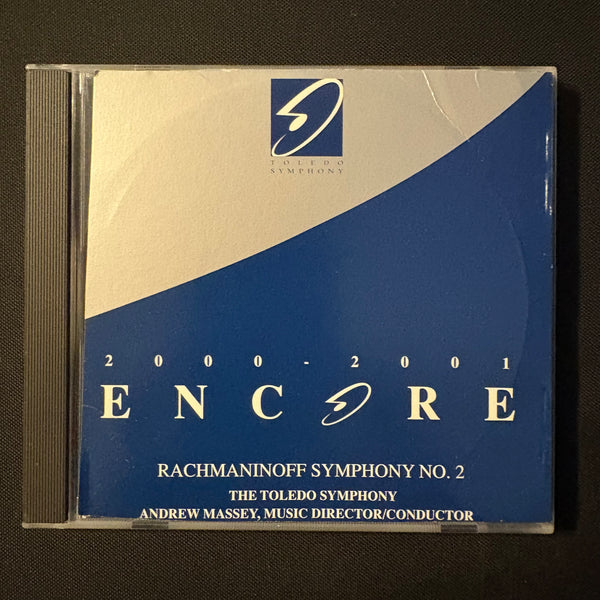 TOLEDO
SYMPHONY
2000-2001
ENCORE
RACHMANINOFF SYMPHONY NO. 2
THE TOLEDO SYMPHONY
ANDREW MASSEY, MUSIC DIRECTOR/CONDUCTOR